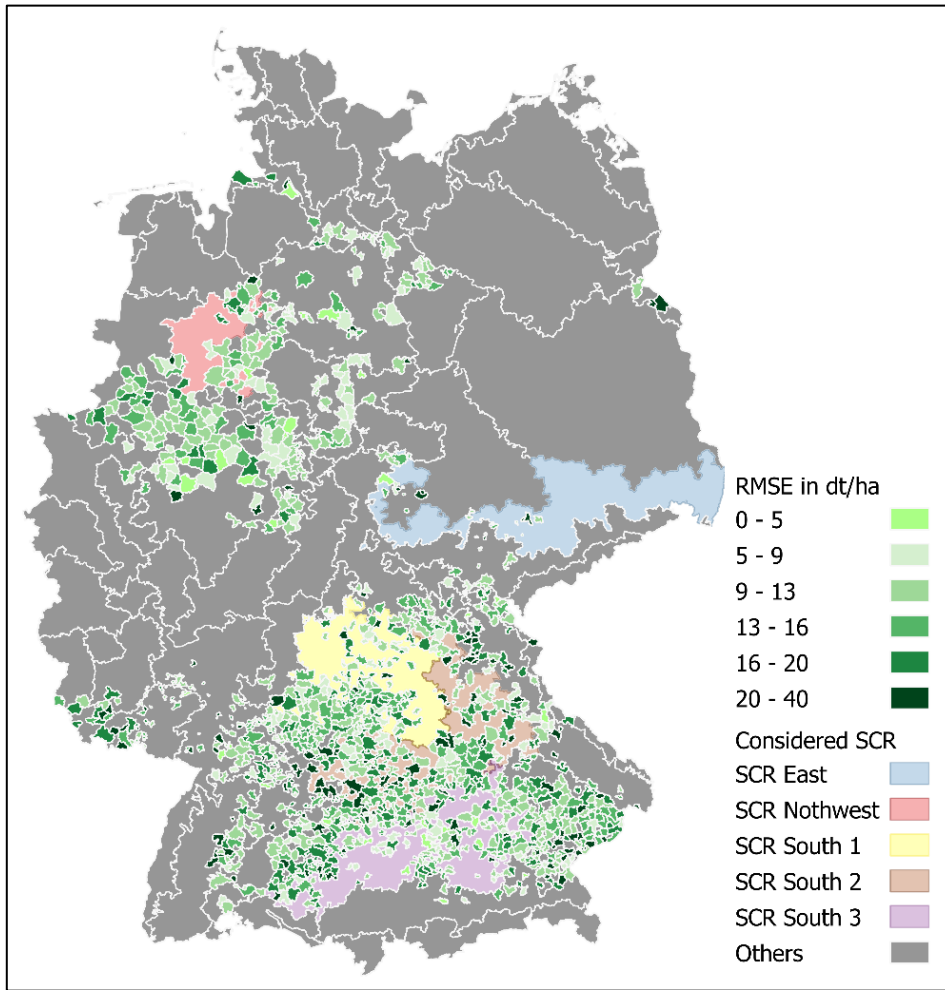 RMSE in dt/ha
0 - 5
5 - 9
9 - 13
13 - 16
16 - 20
20 - 40
Considered SCR
SCR East
SCR Nothwest
SCR South 1
SCR South 2
SCR South 3
Others